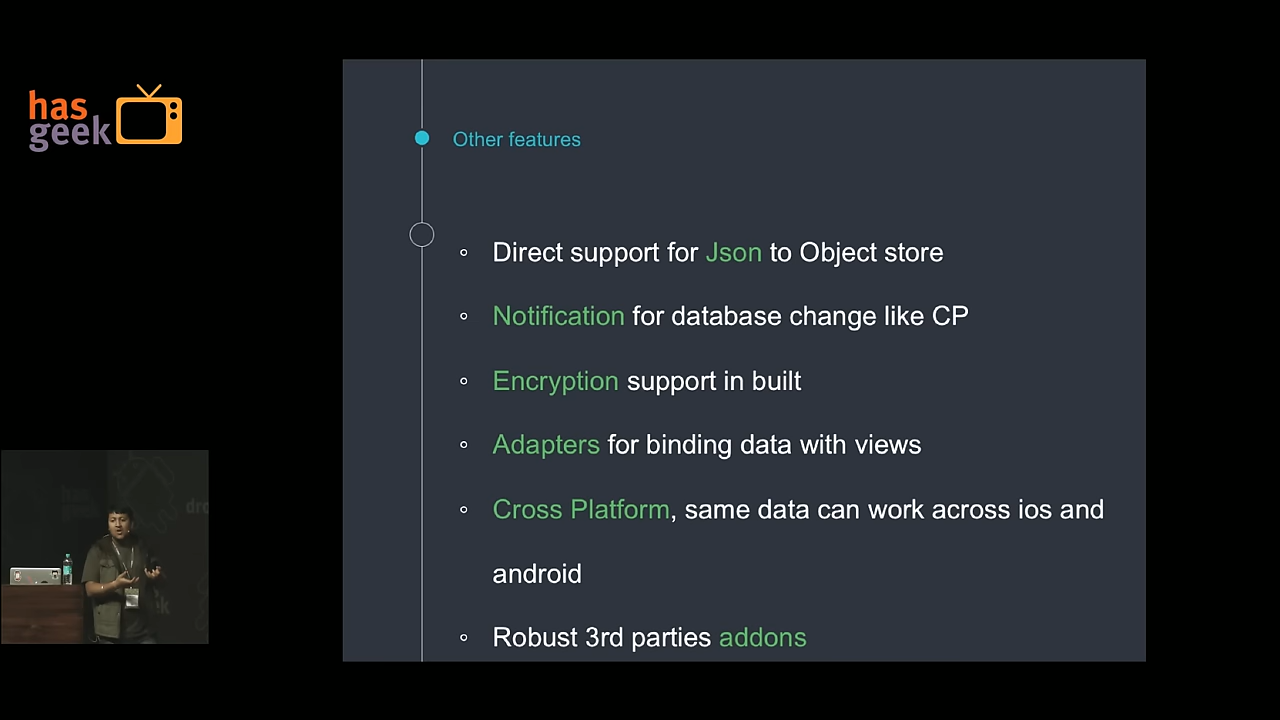 has
geek
Other features
Direct support for Json to Object store
Notification for database change like CP
Encryption support in built
Adapters for binding data with views
Cross Platform, same data can work across ios and
android
Robust 3rd parties addons